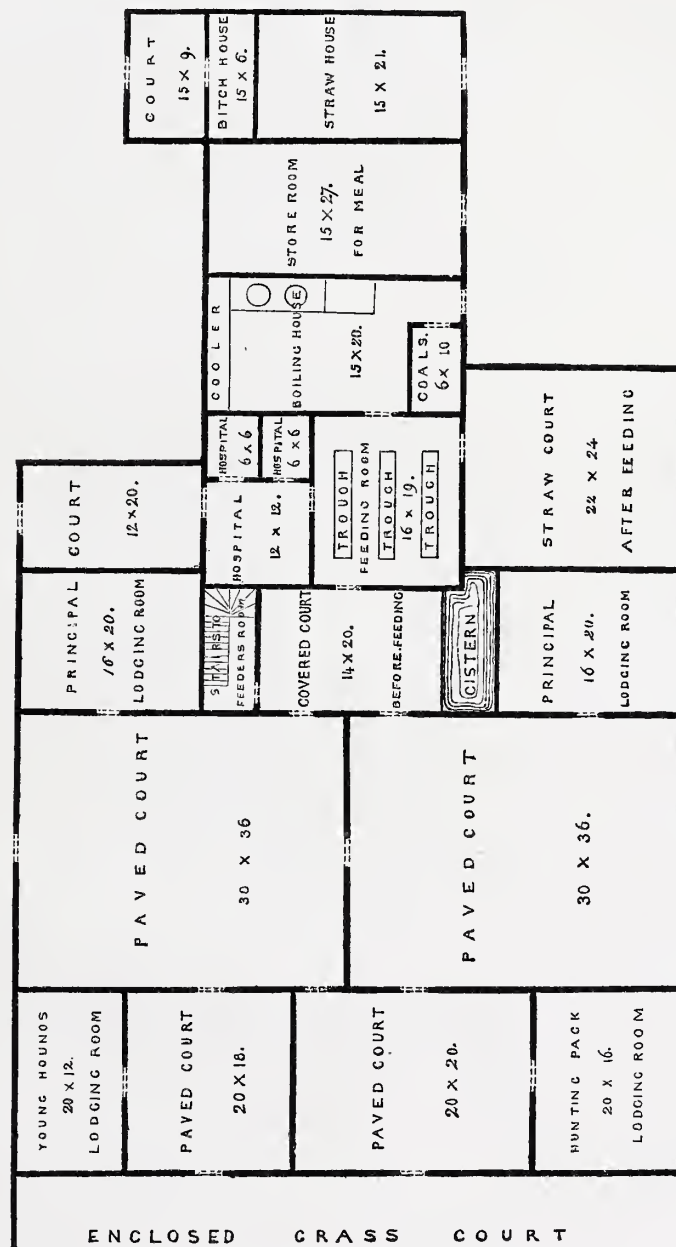 COURT
15 X 9.
BITCH HOUSE
15 X 6.
STRAW HOUSE
15 X 21.
STORE ROOM
15 X 27.
FOR MEAL
COOLER
BOILING HOUSE
15 X 20.
COALS.
6 X 10
HOSPITAL
6 X 6
HOSPITAL
6 X 6
HOSPITAL
12 X 12.
TROUGH
FEEDING ROOM
TROUGH
16 X 19.
TROUGH
STRAW COURT
22 X 24
AFTER FEEDING
COURT
12 X 20.
PRINCIPAL
16 X 20.
LODGING ROOM
STAIRS TO
FEEDERS ROOM
COVERED COURT
14 X 20.
BEFORE FEEDING
CISTERN
PRINCIPAL
16 X 20.
LODGING ROOM
PAVED COURT
30 X 36
PAVED COURT
30 X 36.
YOUNG HOUNDS
20 X 12.
LODGING ROOM
PAVED COURT
20 X 18.
PAVED COURT
20 X 20.
HUNTING PACK
20 X 16.
LODGING ROOM
ENCLOSED GRASS COURT